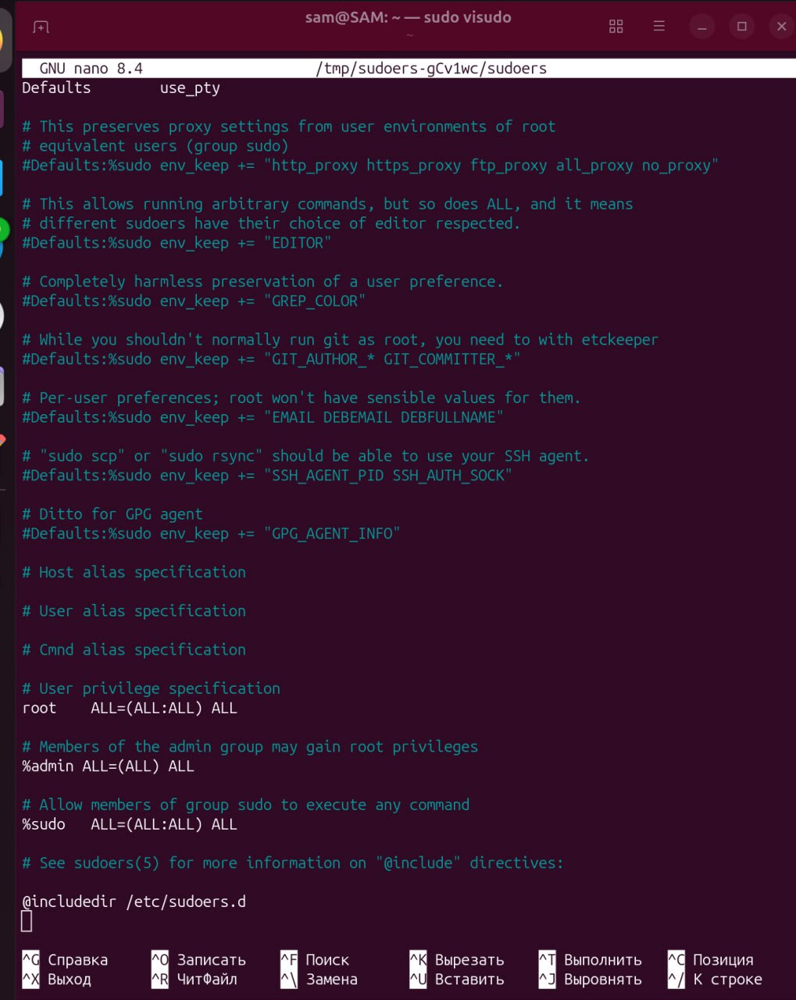 sam@SAM: ~ — sudo visudo
~
GNU nano 8.4 /tmp/sudoers-gCv1wc/sudoers
Defaults use_pty
# This preserves proxy settings from user environments of root
# equivalent users (group sudo)
#Defaults:%sudo env_keep += "http_proxy https_proxy ftp_proxy all_proxy no_proxy"
# This allows running arbitrary commands, but so does ALL, and it means
# different sudoers have their choice of editor respected.
#Defaults:%sudo env_keep += "EDITOR"
# Completely harmless preservation of a user preference.
#Defaults:%sudo env_keep += "GREP_COLOR"
# While you shouldn't normally run git as root, you need to with etckeeper
#Defaults:%sudo env_keep += "GIT_AUTHOR_* GIT_COMMITTER_*"
# Per-user preferences; root won't have sensible values for them.
#Defaults:%sudo env_keep += "EMAIL DEBEMAIL DEBFULLNAME"
# "sudo scp" or "sudo rsync" should be able to use your SSH agent.
#Defaults:%sudo env_keep += "SSH_AGENT_PID SSH_AUTH_SOCK"
# Ditto for GPG agent
#Defaults:%sudo env_keep += "GPG_AGENT_INFO"
# Host alias specification
# User alias specification
# Cmnd alias specification
# User privilege specification
root ALL=(ALL:ALL) ALL
# Members of the admin group may gain root privileges
%admin ALL=(ALL) ALL
# Allow members of group sudo to execute any command
%sudo ALL=(ALL:ALL) ALL
# See sudoers(5) for more information on "@include" directives:
@includedir /etc/sudoers.d
^G Справка ^O Записать ^F Поиск ^K Вырезать ^T Выполнить ^C Позиция
^X Выход ^R ЧитФайл ^\ Замена ^U Вставить ^J Выровнять ^/ К строке